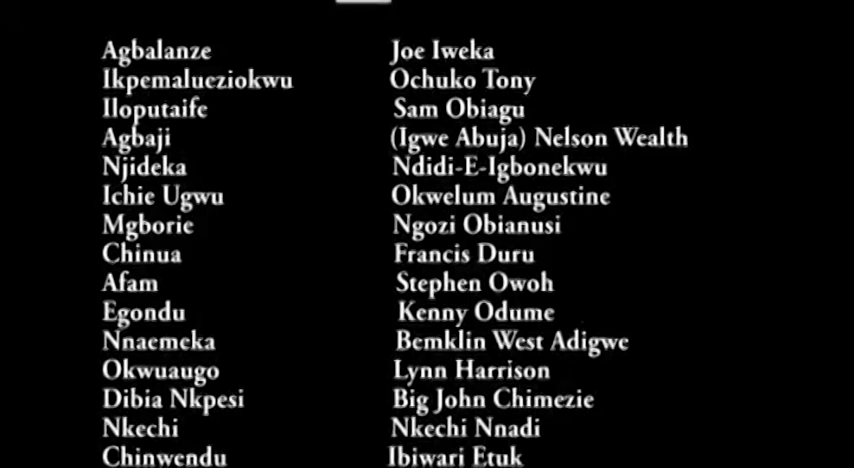 Agbalanze Joe Iweka
Ikpemalueziokwu Ochuko Tony
Iloputaife Sam Obiagu
Agbaji (Igwe Abuja) Nelson Wealth
Njideka Ndidi-E-Igbonekwu
Ichie Ugwu Okwelum Augustine
Mgborie Ngozi Obianusi
Chinua Francis Duru
Afam Stephen Owoh
Egondu Kenny Odume
Nnaemeka Bemklin West Adigwe
Okwuaugo Lynn Harrison
Dibia Nkpesi Big John Chimezie
Nkechi Nkechi Nnadi
Chinwendu Ibiwari Etuk